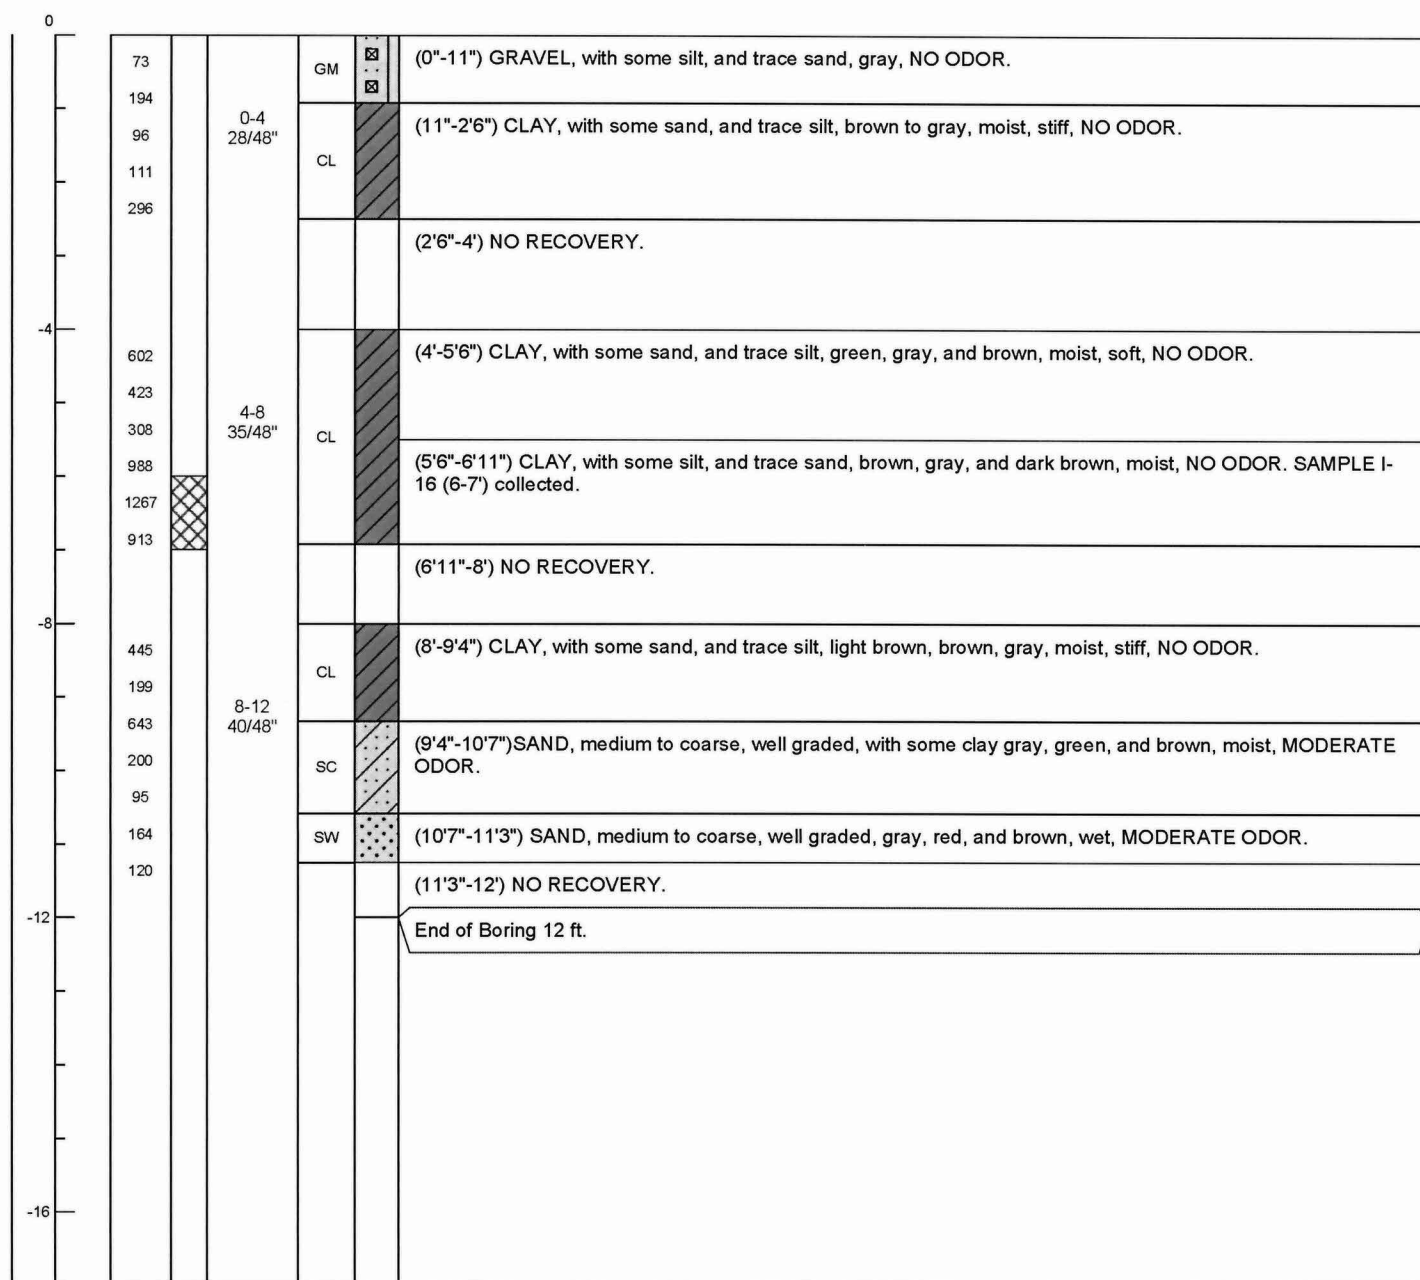 0
73
GM
(0"-11") GRAVEL, with some silt, and trace sand, gray, NO ODOR.
194
0-4
28/48"
96
CL
(11"-2'6") CLAY, with some sand, and trace silt, brown to gray, moist, stiff, NO ODOR.
111
296
(2'6"-4') NO RECOVERY.
-4
602
(4'-5'6") CLAY, with some sand, and trace silt, green, gray, and brown, moist, soft, NO ODOR.
423
4-8
35/48"
308
CL
988
(5'6"-6'11") CLAY, with some silt, and trace sand, brown, gray, and dark brown, moist, NO ODOR. SAMPLE I-
16 (6-7') collected.
1267
913
(6'11"-8') NO RECOVERY.
-8
445
(8'-9'4") CLAY, with some sand, and trace silt, light brown, brown, gray, moist, stiff, NO ODOR.
CL
199
8-12
40/48"
643
(9'4"-10'7")SAND, medium to coarse, well graded, with some clay gray, green, and brown, moist, MODERATE
ODOR.
200
SC
95
164
SW
(10'7"-11'3") SAND, medium to coarse, well graded, gray, red, and brown, wet, MODERATE ODOR.
120
(11'3"-12') NO RECOVERY.
-12
End of Boring 12 ft.
-16